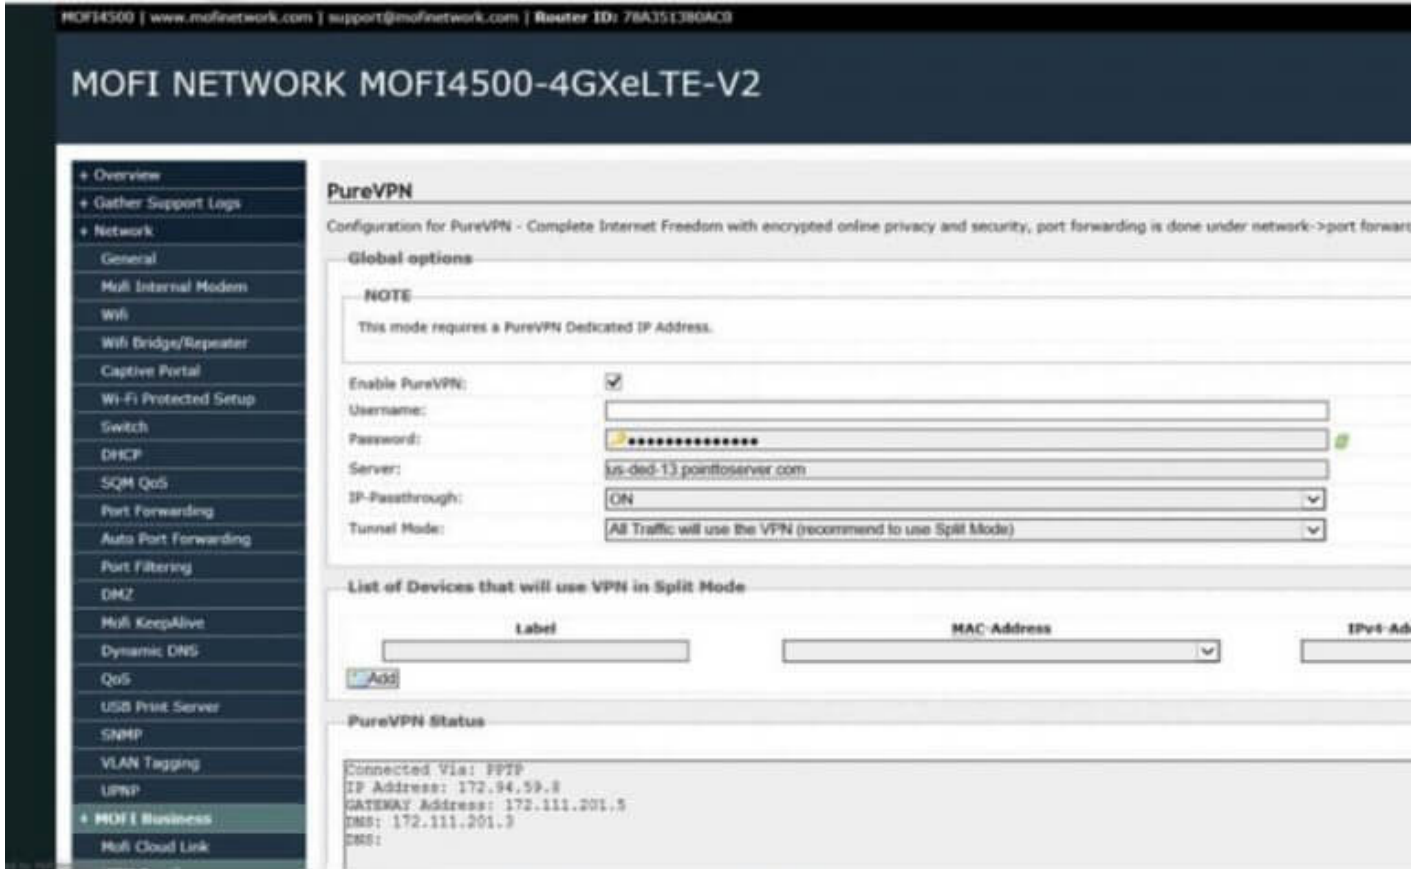 MOFI4500 | www.mofinetwork.com | support@mofinetwork.com | Router ID: 78A351380AC0
MOFI NETWORK MOFI4500-4GXeLTE-V2
+ Overview
+ Gather Support Logs
+ Network
General
Mofi Internal Modem
Wifi
Wifi Bridge/Repeater
Captive Portal
Wi-Fi Protected Setup
Switch
DHCP
SQM QoS
Port Forwarding
Auto Port Forwarding
Port Filtering
DMZ
Mofi KeepAlive
Dynamic DNS
QoS
USB Print Server
SNMP
VLAN Tagging
UPNP
+ MOFI Business
Mofi Cloud Link
PureVPN
Configuration for PureVPN - Complete Internet Freedom with encrypted online privacy and security, port forwarding is done under network->port forward
Global options
NOTE
This mode requires a PureVPN Dedicated IP Address.
Enable PureVPN:
Username:
Password: ••••••••••••••
Server: us-ded-13.pointtoserver.com
IP-Passthrough: ON
Tunnel Mode: All Traffic will use the VPN (recommend to use Split Mode)
List of Devices that will use VPN in Split Mode
Label MAC-Address IPv4-Add
Add
PureVPN Status
Connected Via: PPTP
IP Address: 172.94.59.8
GATEWAY Address: 172.111.201.5
DNS: 172.111.201.3
DNS: